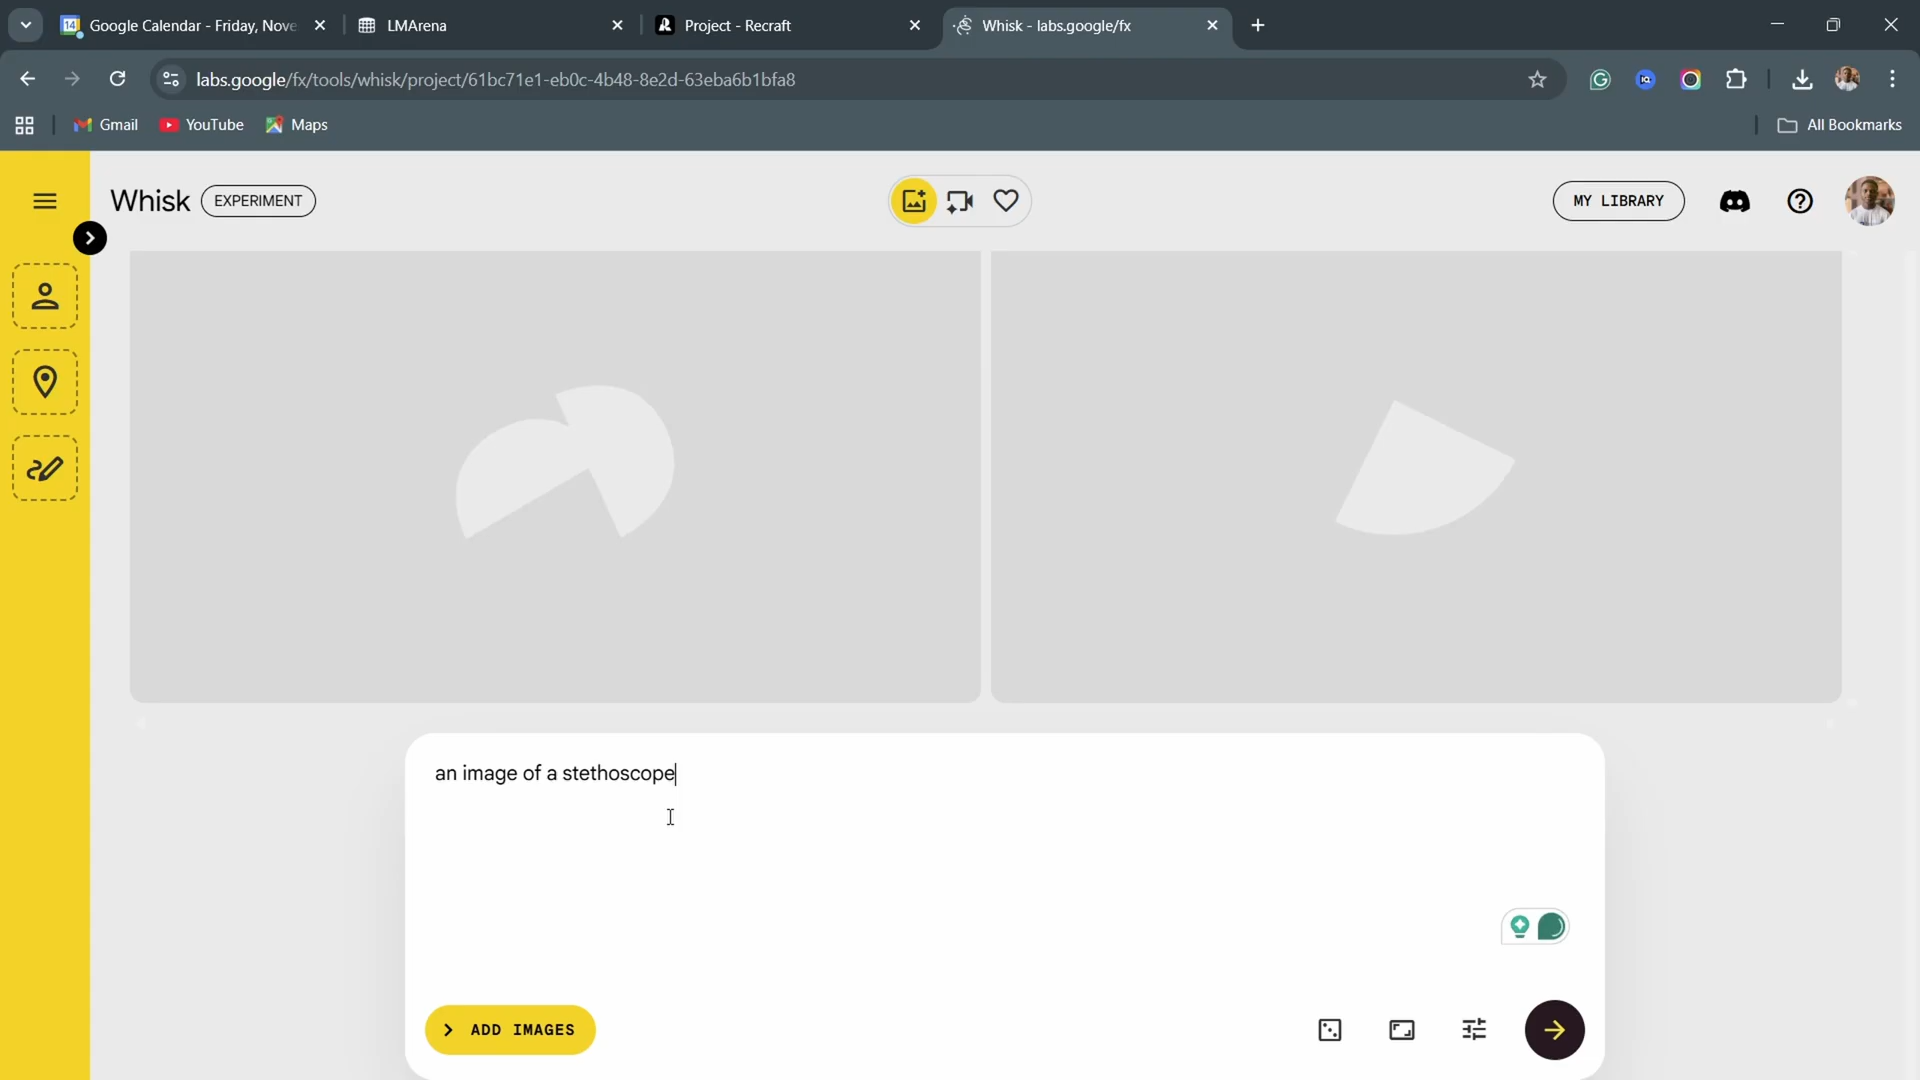 Google Calendar - Friday, Nove
LMArena
Project - Recraft
Whisk - labs.google/fx
labs.google/fx/tools/whisk/project/61bc71e1-eb0c-4b48-8e2d-63eba6b1bfa8
Gmail
YouTube
Maps
All Bookmarks
Whisk
EXPERIMENT
MY LIBRARY
an image of a stethoscope
ADD IMAGES